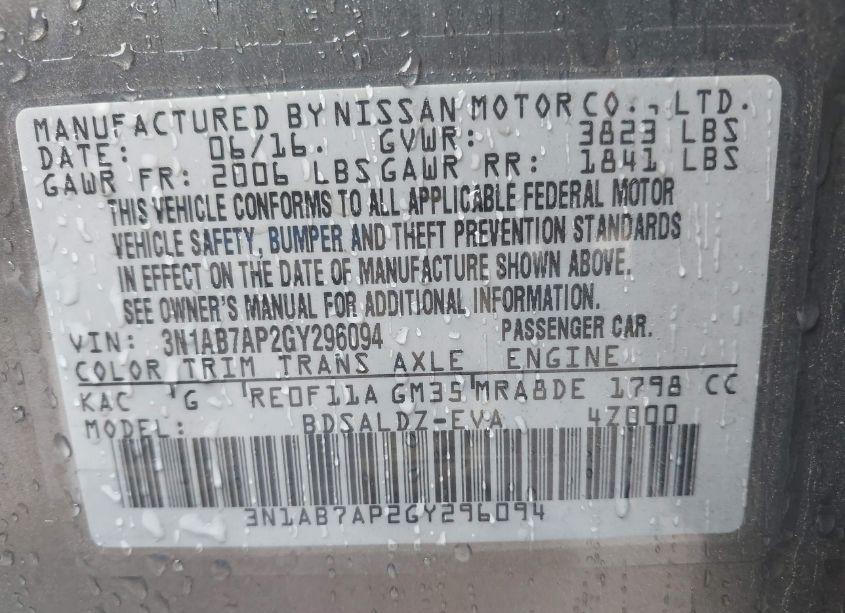 MANUFACTURED BY NISSAN MOTOR CO., LTD.
DATE: 06/16. GVWR: 3823 LBS
GAWR FR: 2006 LBS GAWR RR: 1841 LBS
THIS VEHICLE CONFORMS TO ALL APPLICABLE FEDERAL MOTOR
VEHICLE SAFETY, BUMPER AND THEFT PREVENTION STANDARDS
IN EFFECT ON THE DATE OF MANUFACTURE SHOWN ABOVE.
SEE OWNER'S MANUAL FOR ADDITIONAL INFORMATION.
VIN: 3N1AB7AP2GY296094 PASSENGER CAR.
COLOR TRIM TRANS AXLE ENGINE
KAC G RE0F11A GM35 MRA8DE 1798 CC
MODEL: BDSALDZ-EVA 4Z000
3N1AB7AP2GY296094